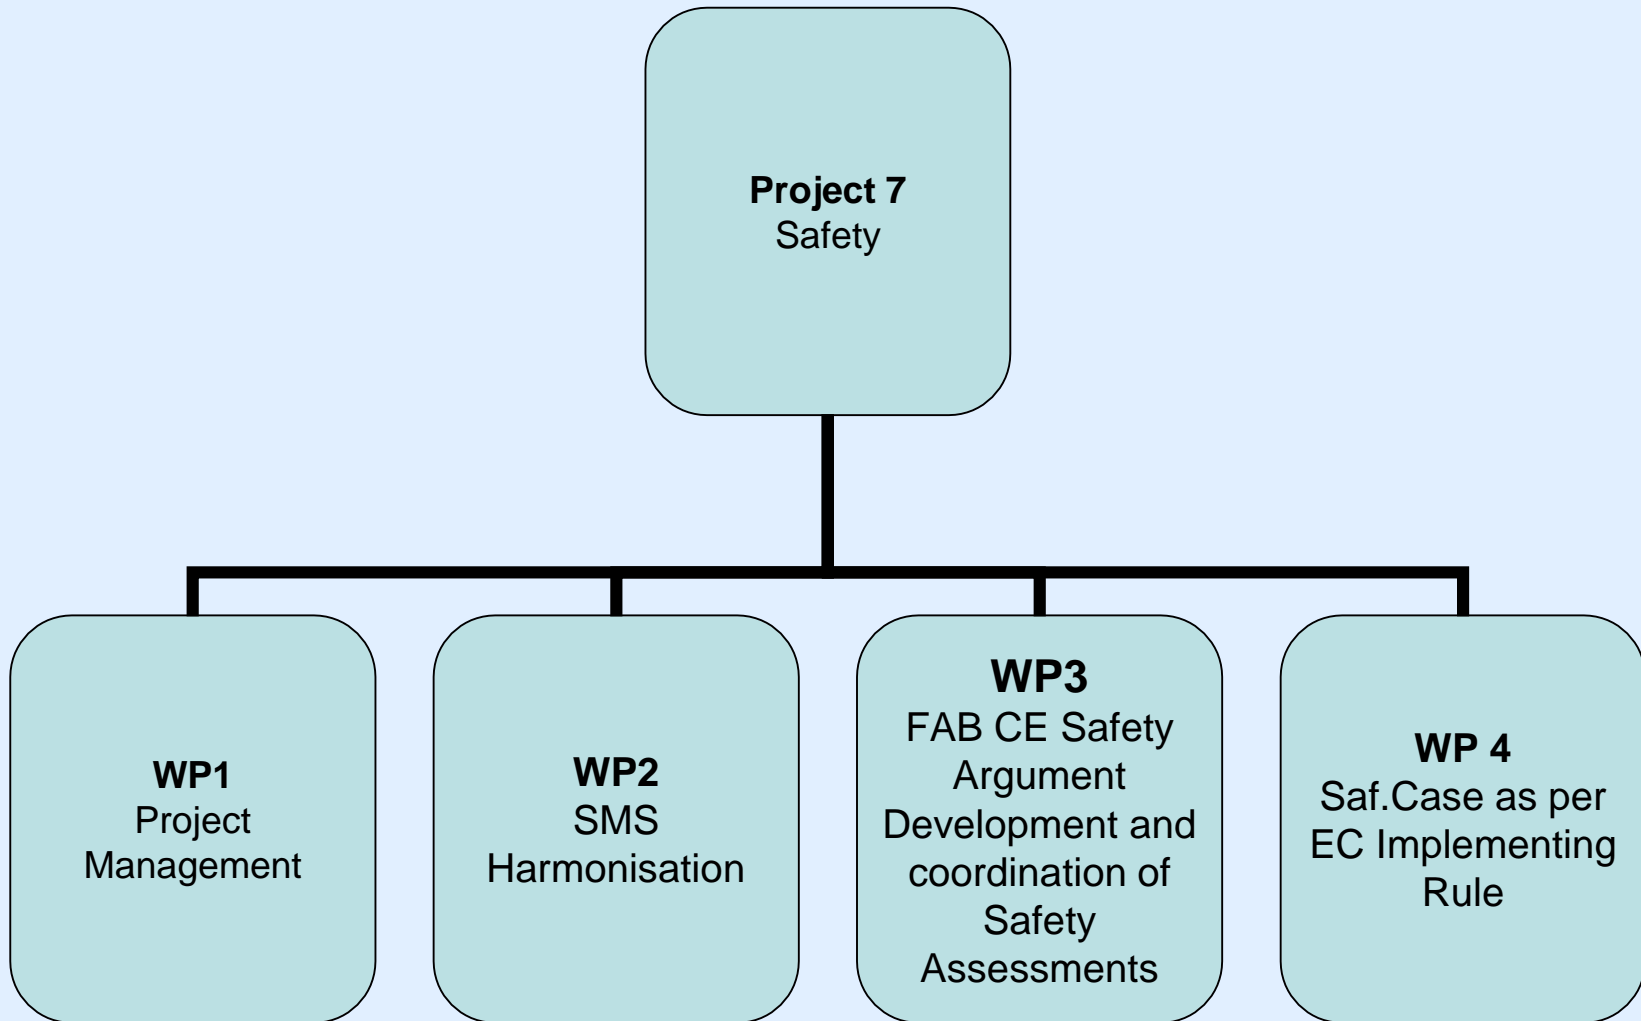 Project 7
Safety
WP1
Project
Management
WP2
SMS
Harmonisation
WP3
FAB CE Safety
Argument
Development and
coordination of
Safety
Assessments
WP 4
Saf.Case as per
EC Implementing
Rule